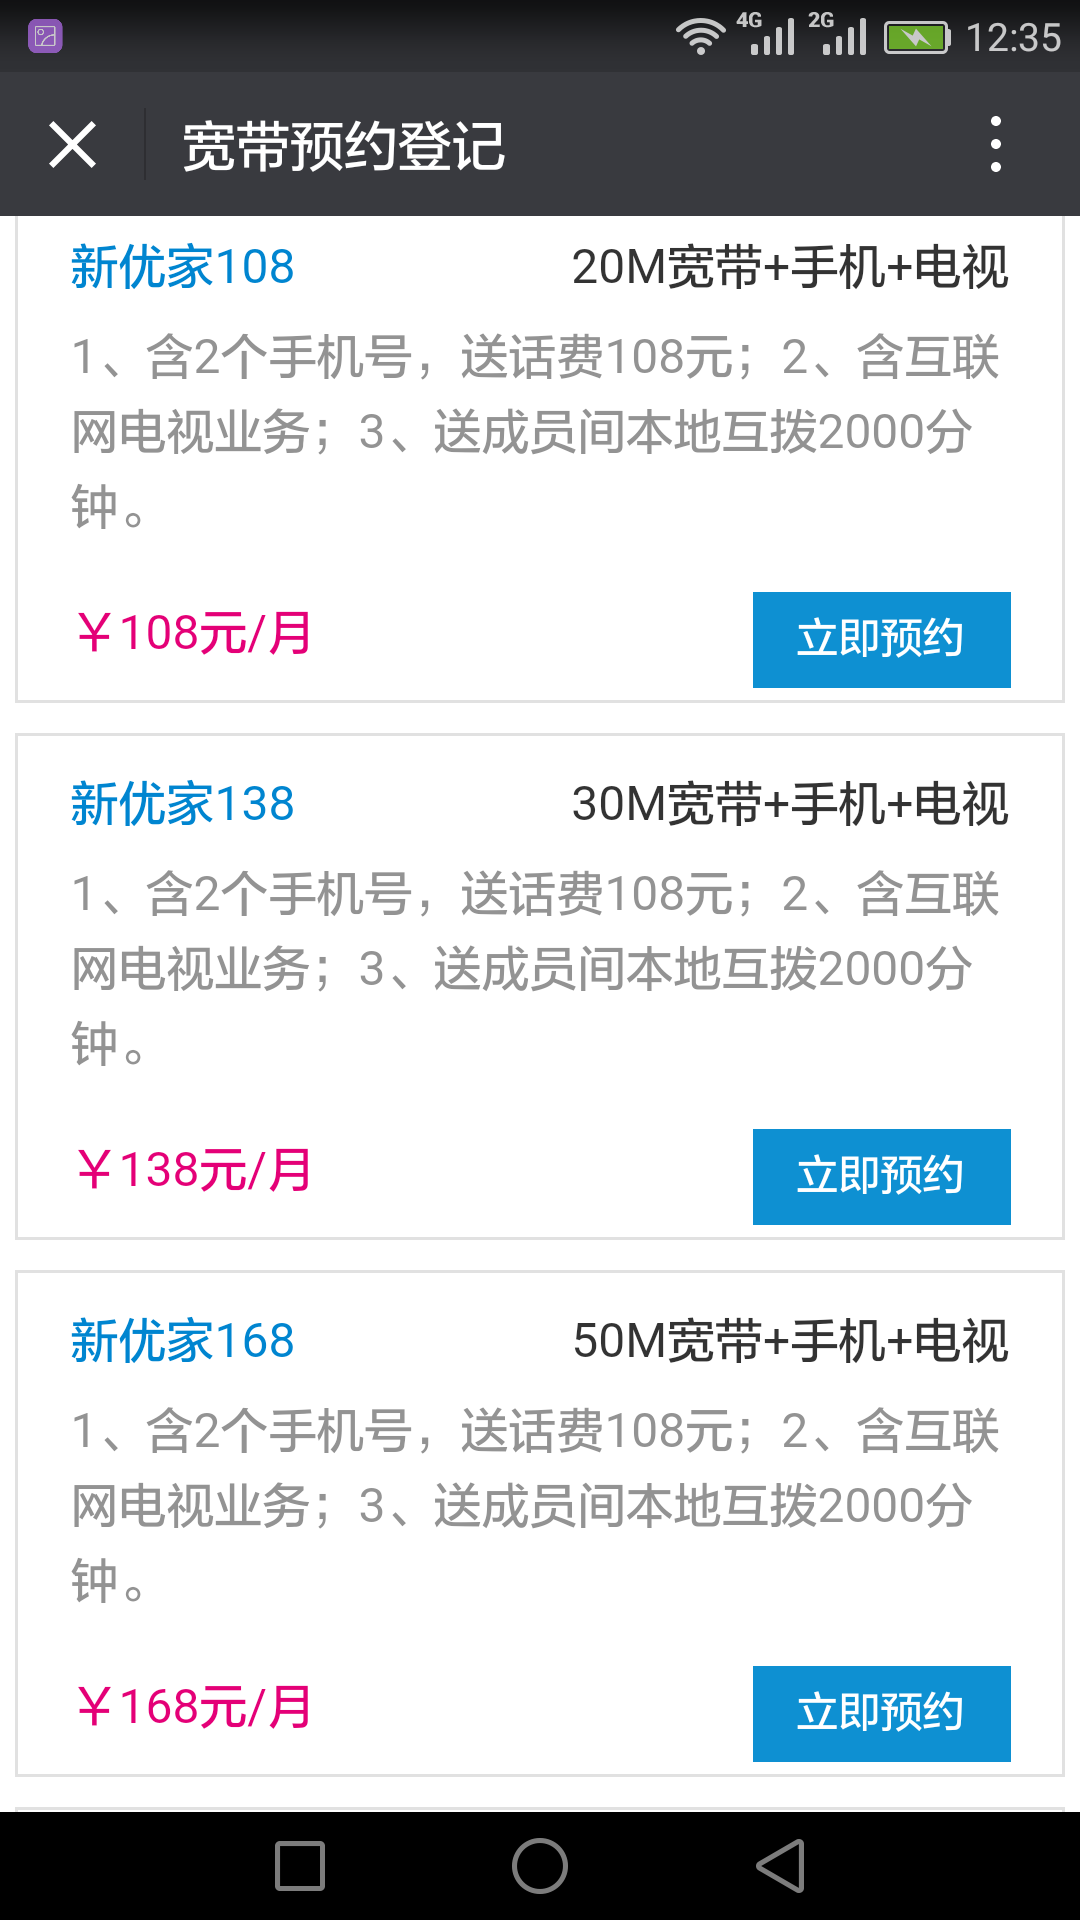 4G 2G 12:35
宽带预约登记
新优家108 20M宽带+手机+电视
1、含2个手机号，送话费108元；2、含互联
网电视业务；3、送成员间本地互拨2000分
钟。
￥108元/月 立即预约
新优家138 30M宽带+手机+电视
1、含2个手机号，送话费108元；2、含互联
网电视业务；3、送成员间本地互拨2000分
钟。
￥138元/月 立即预约
新优家168 50M宽带+手机+电视
1、含2个手机号，送话费108元；2、含互联
网电视业务；3、送成员间本地互拨2000分
钟。
￥168元/月 立即预约